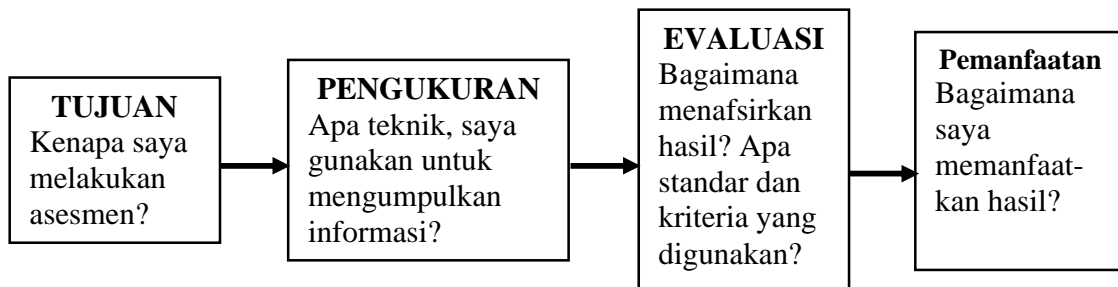 TUJUAN
Kenapa saya
melakukan
asesmen?
PENGUKURAN
Apa teknik, saya
gunakan untuk
mengumpulkan
informasi?
EVALUASI
Bagaimana
menafsirkan
hasil? Apa
standar dan
kriteria yang
digunakan?
Pemanfaatan
Bagaimana
saya
memanfaat-
kan hasil?